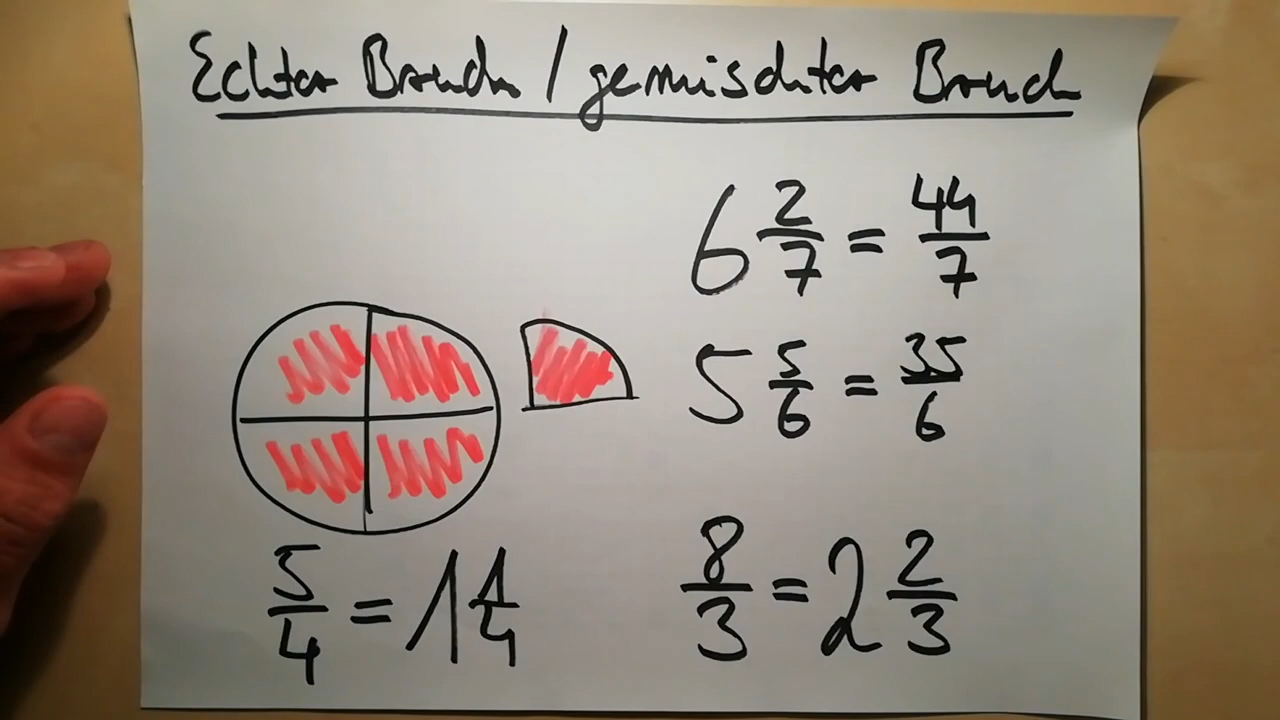 Echter Bruch / gemischter Bruch
6 2/7 = 44/7
5 5/6 = 35/6
5/4 = 1 1/4
8/3 = 2 2/3